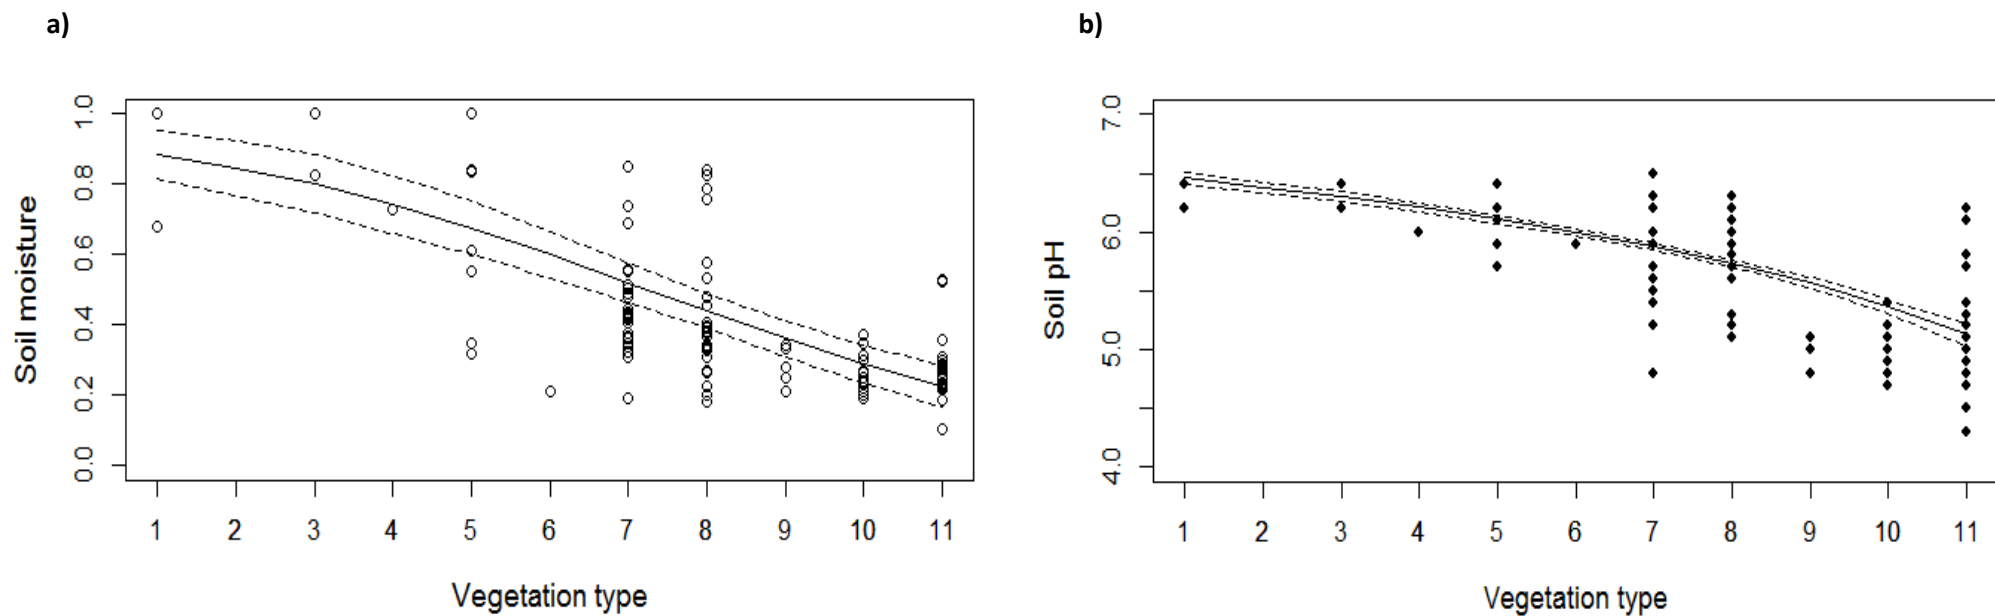 a)
Soil moisture
1.0
0.8
0.6
0.4
0.2
0.0
1 2 3 4 5 6 7 8 9 10 11
Vegetation type
b)
Soil pH
7.0
6.0
5.0
4.0
1 2 3 4 5 6 7 8 9 10 11
Vegetation type